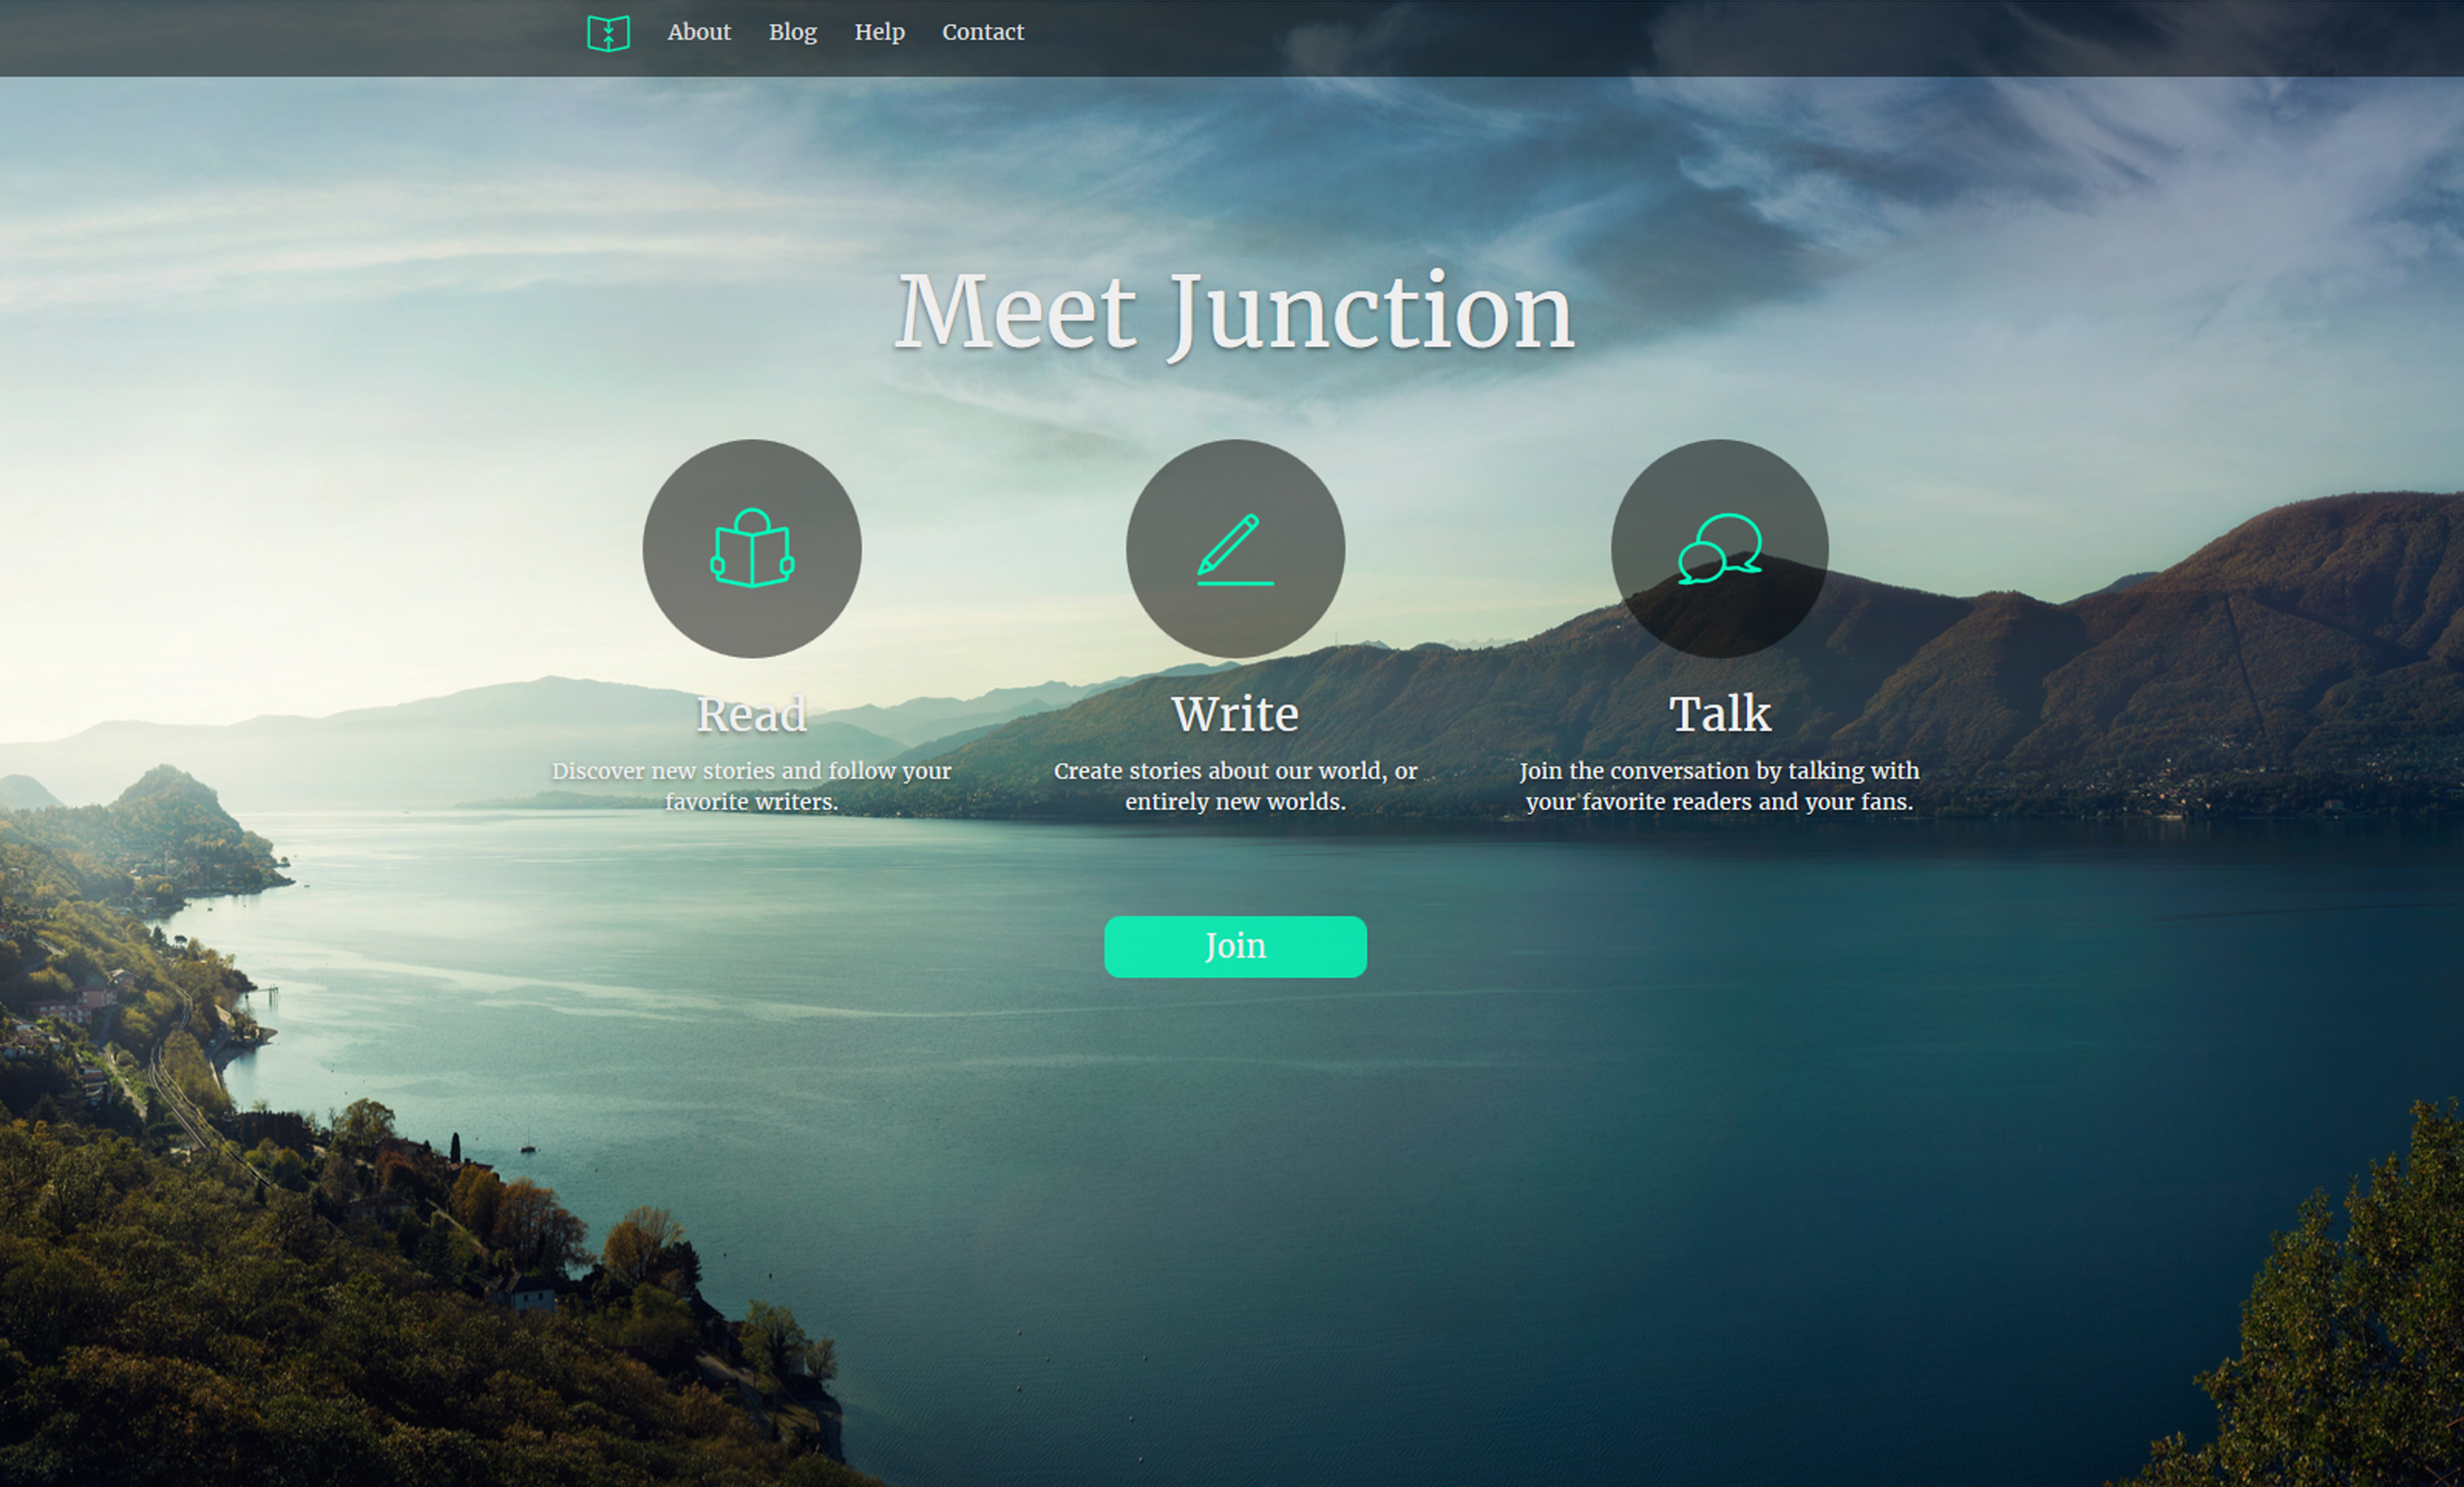 About Blog Help Contact
Meet Junction
Read
Discover new stories and follow your
favorite writers.
Write
Create stories about our world, or
entirely new worlds.
Talk
Join the conversation by talking with
your favorite readers and your fans.
Join